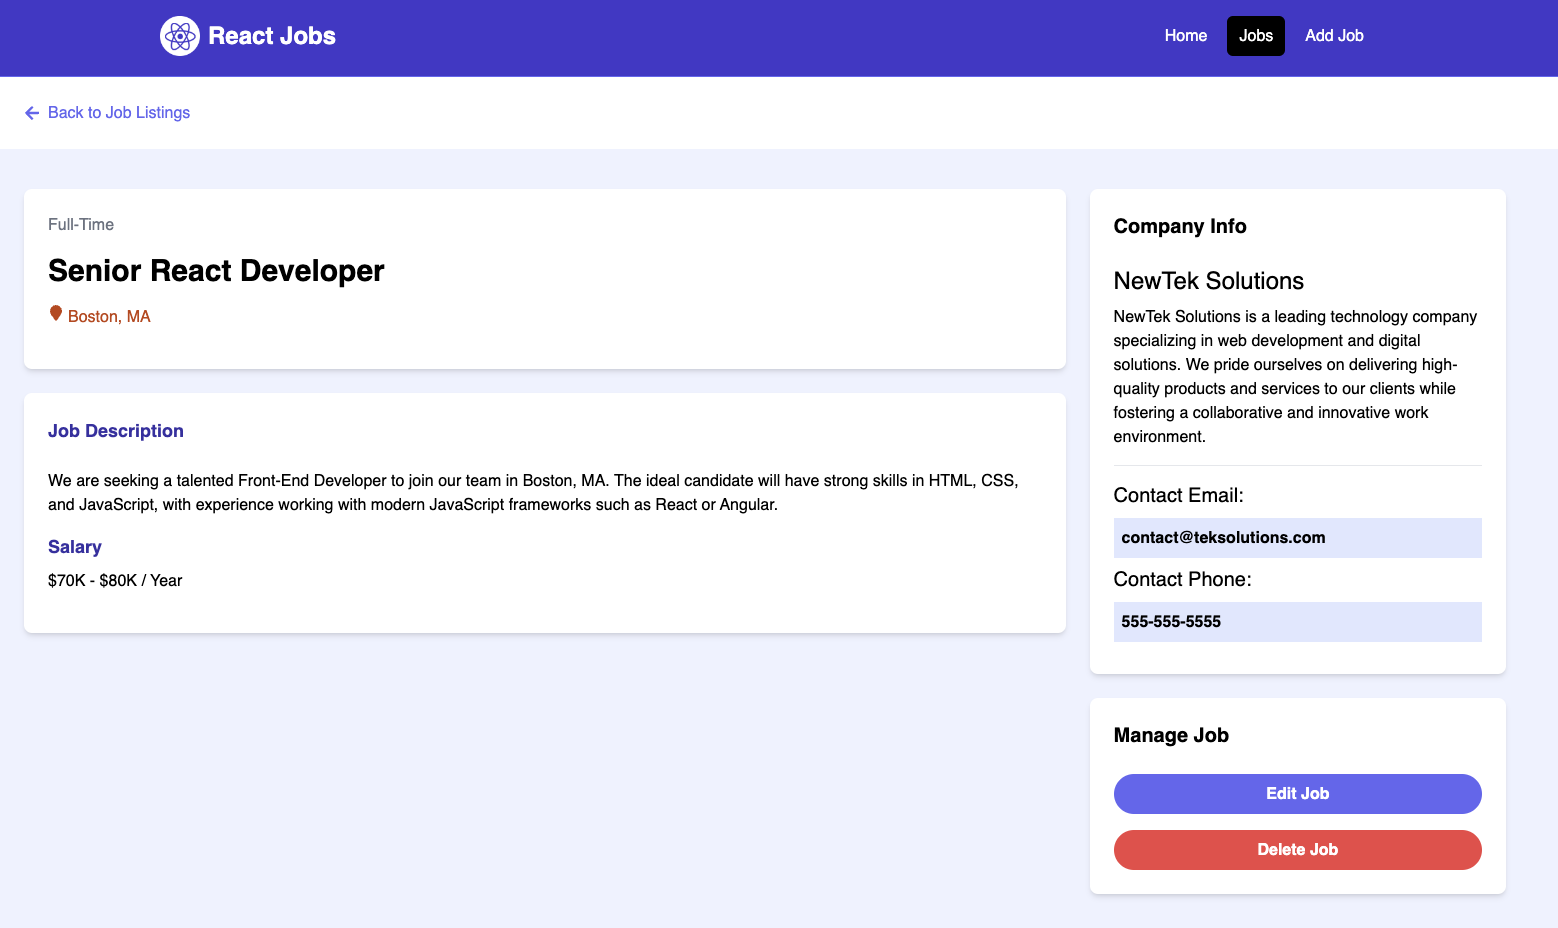 React Jobs
Home
Jobs
Add Job
Back to Job Listings
Full-Time
Senior React Developer
Boston, MA
Job Description
We are seeking a talented Front-End Developer to join our team in Boston, MA. The ideal candidate will have strong skills in HTML, CSS,
and JavaScript, with experience working with modern JavaScript frameworks such as React or Angular.
Salary
$70K - $80K / Year
Company Info
NewTek Solutions
NewTek Solutions is a leading technology company
specializing in web development and digital
solutions. We pride ourselves on delivering high-
quality products and services to our clients while
fostering a collaborative and innovative work
environment.
Contact Email:
contact@teksolutions.com
Contact Phone:
555-555-5555
Manage Job
Edit Job
Delete Job